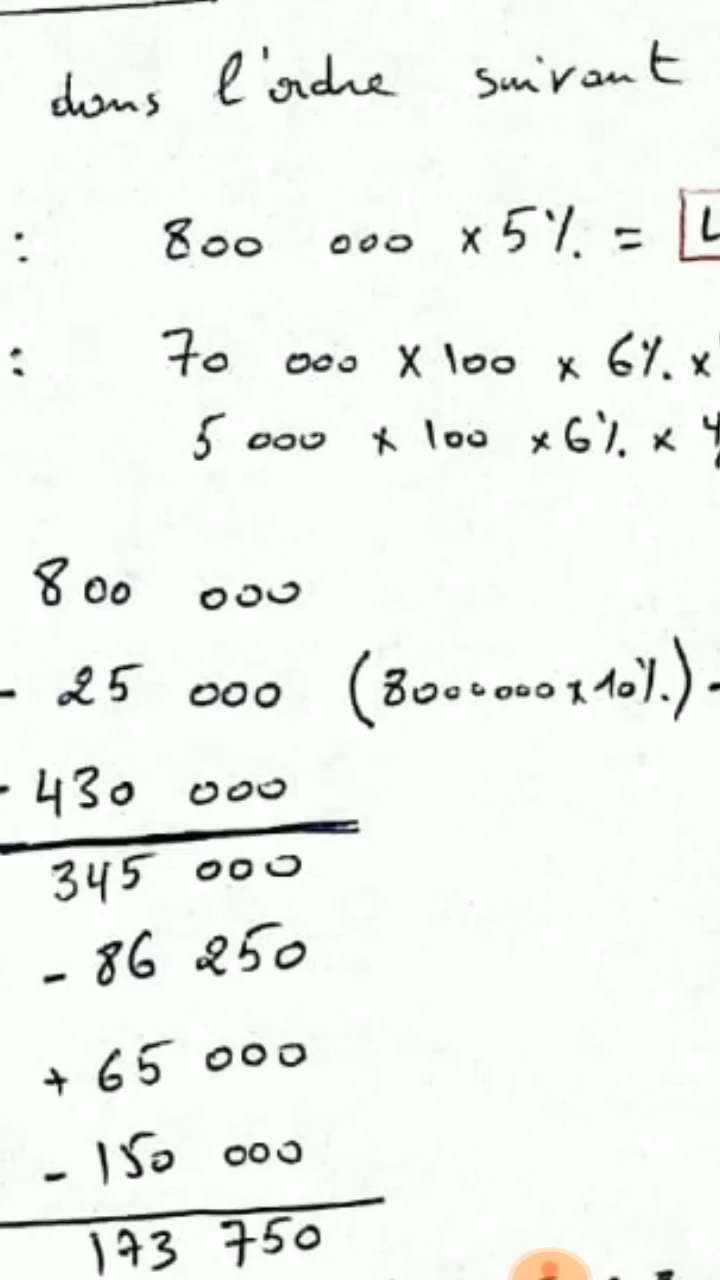 dans l'ordre suivant
: 800 000 x 5% =
: 70 000 x 100 x 6% x
5 000 x 100 x 6% x 4
800 000
- 25 000 (800 000 x 10%) -
- 430 000
345 000
- 86 250
+ 65 000
- 150 000
173 750